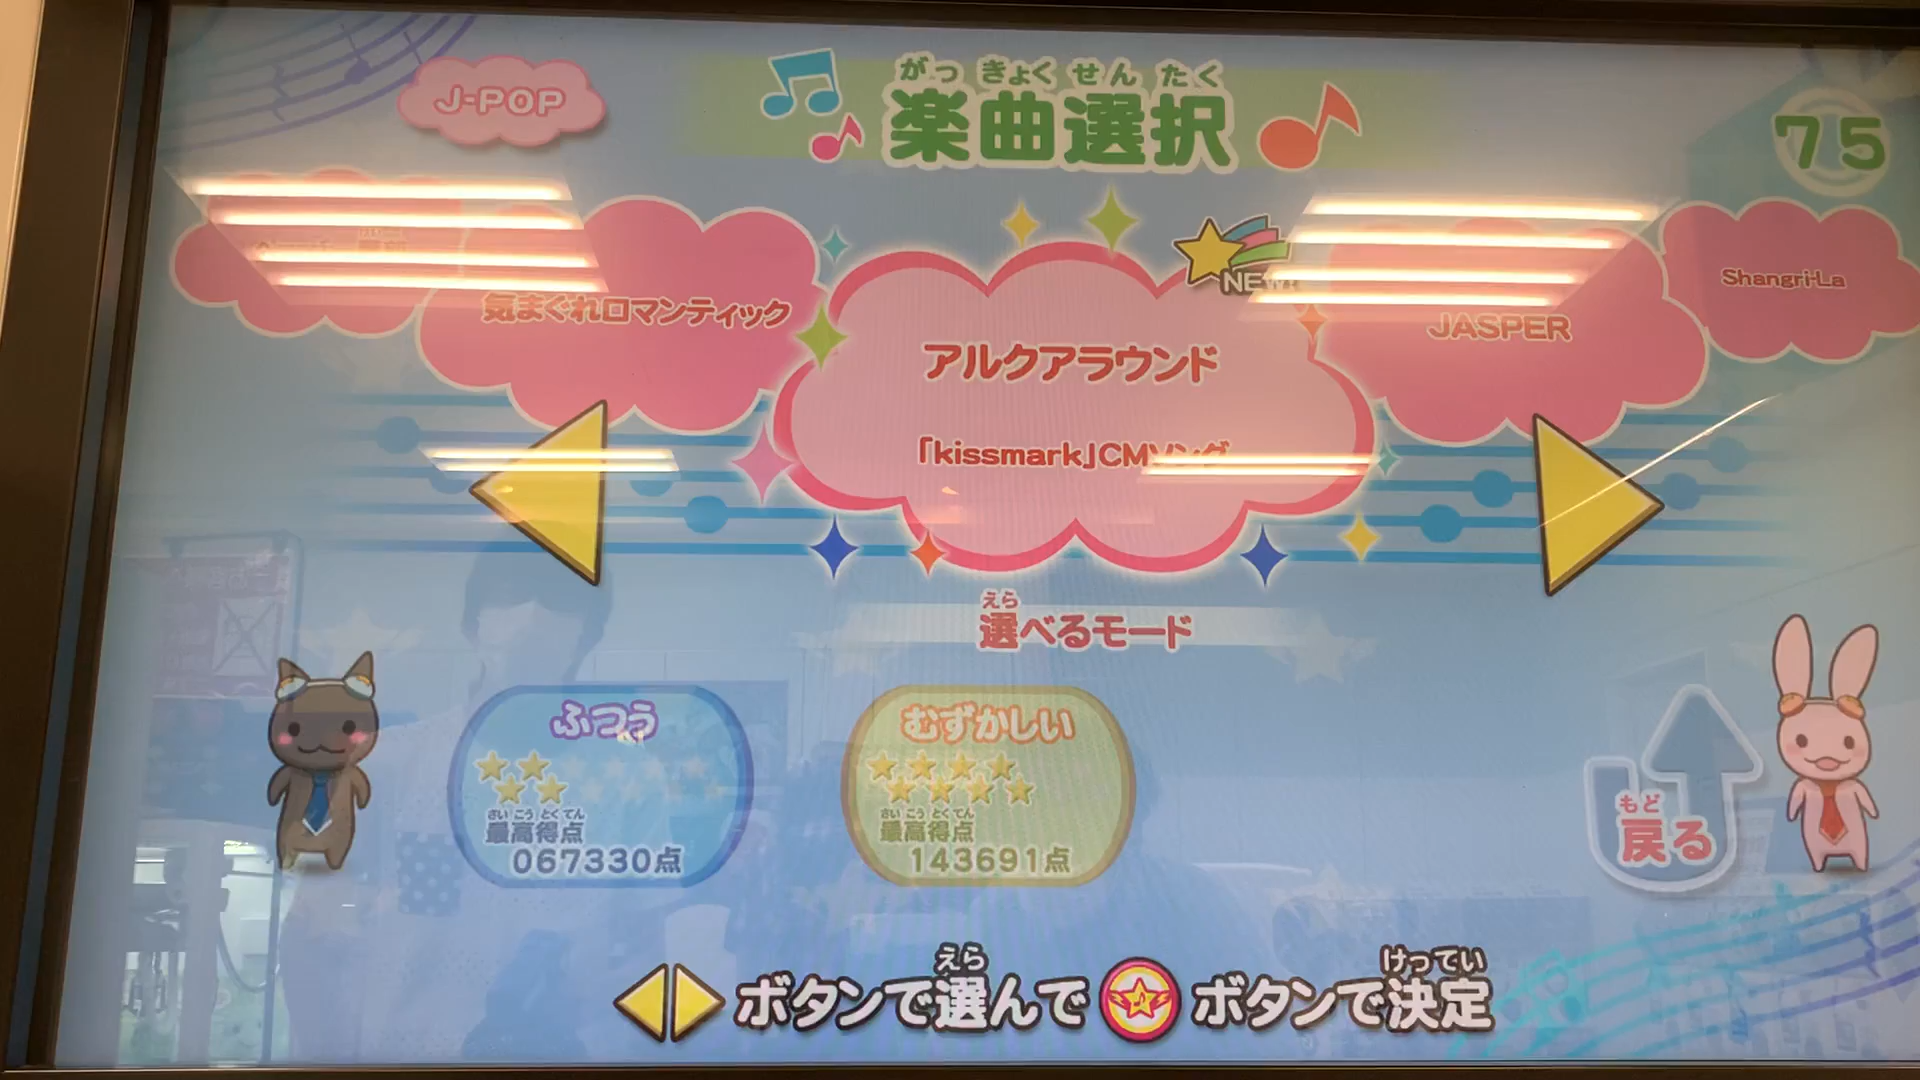 J-POP
がっきょくせんたく
楽曲選択
75
気まぐれロマンティック
NEW!
アルクアラウンド
「kissmark」CMソング
JASPER
Shangri-La
えら
選べるモード
ふつう
さいこうとくてん
最高得点
067330点
むずかしい
さいこうとくてん
最高得点
143691点
もど
戻る
えら けってい
ボタンで選んで ボタンで決定